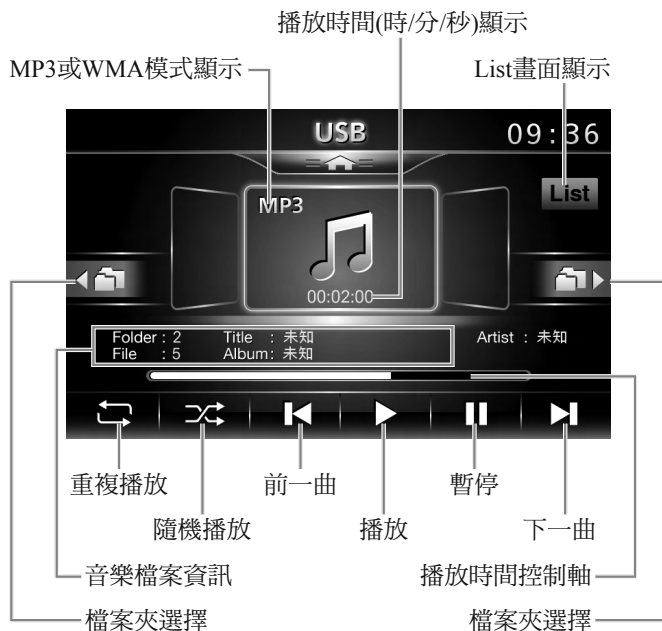 播放時間(時/分/秒)顯示
MP3或WMA模式顯示
List畫面顯示
USB
09:36
MP3
List
00:02:00
Folder : 2 Title : 未知 Artist : 未知
File : 5 Album : 未知
重複播放 前一曲 暫停
隨機播放 播放 下一曲
音樂檔案資訊 播放時間控制軸
檔案夾選擇 檔案夾選擇